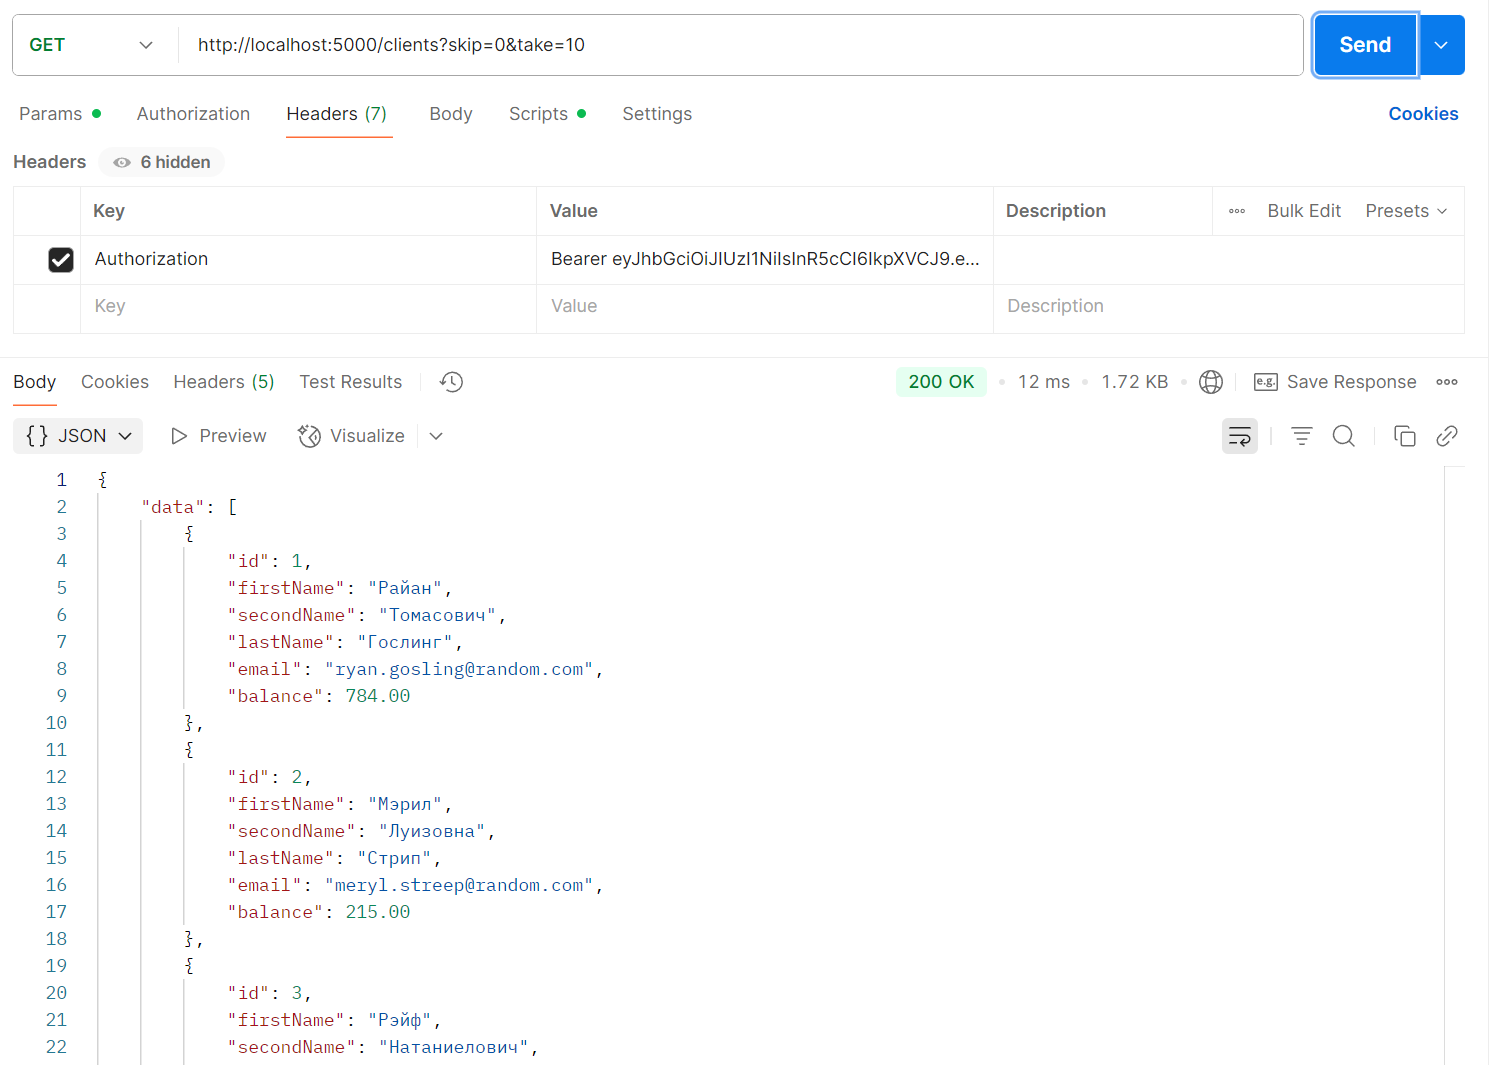 GET http://localhost:5000/clients?skip=0&take=10 Send
Params Authorization Headers (7) Body Scripts Settings Cookies
Headers 6 hidden
Key Value Description Bulk Edit Presets
Authorization Bearer eyJhbGciOiJIUzI1NiIsInR5cCI6IkpXVCJ9.e...
Key Value Description
Body Cookies Headers (5) Test Results 200 OK 12 ms 1.72 KB e.g. Save Response
{} JSON Preview Visualize
1 {
2 "data": [
3 {
4 "id": 1,
5 "firstName": "Райан",
6 "secondName": "Томасович",
7 "lastName": "Гослинг",
8 "email": "ryan.gosling@random.com",
9 "balance": 784.00
10 },
11 {
12 "id": 2,
13 "firstName": "Мэрил",
14 "secondName": "Луизовна",
15 "lastName": "Стрип",
16 "email": "meryl.streep@random.com",
17 "balance": 215.00
18 },
19 {
20 "id": 3,
21 "firstName": "Рэйф",
22 "secondName": "Натаниелович",